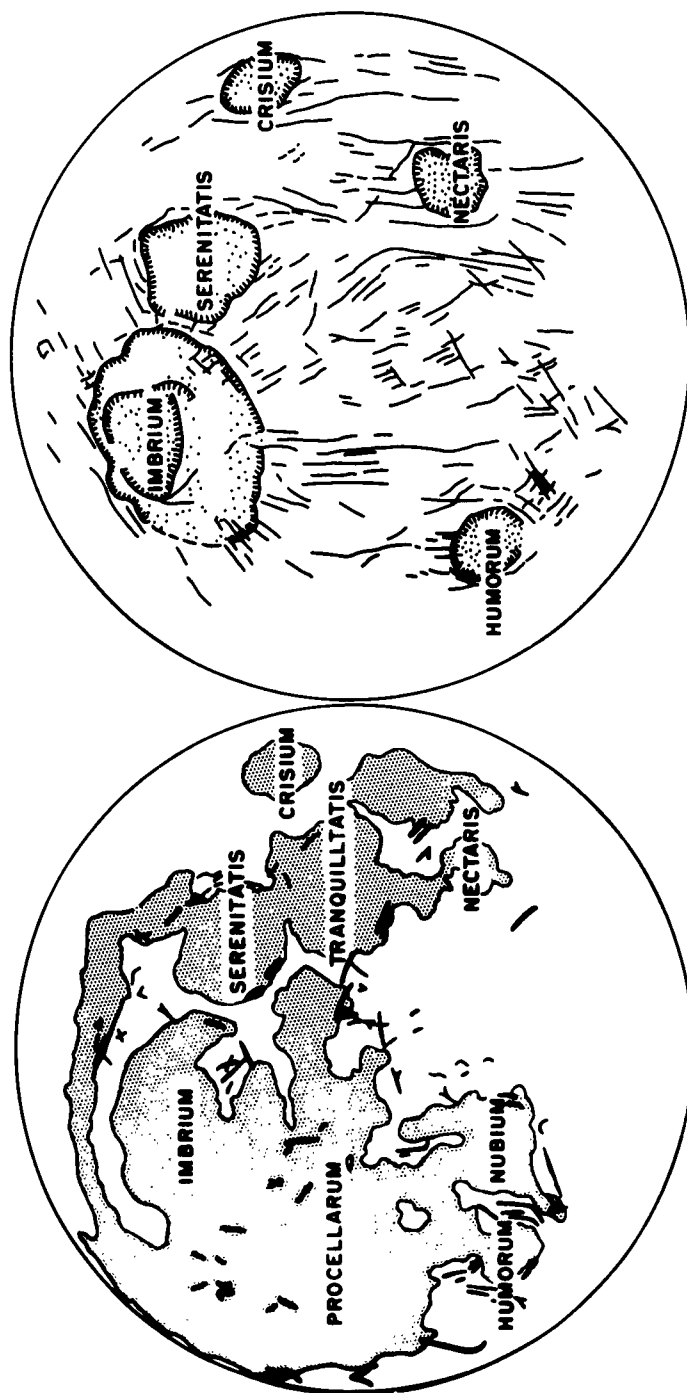 IMBRIUM
SERENITATIS
CRISIUM
PROCELLARUM
TRANQUILLTATIS
NECTARIS
NUBIUM
HUMORUM
IMBRIUM
SERENITATIS
CRISIUM
NECTARIS
HUMORUM